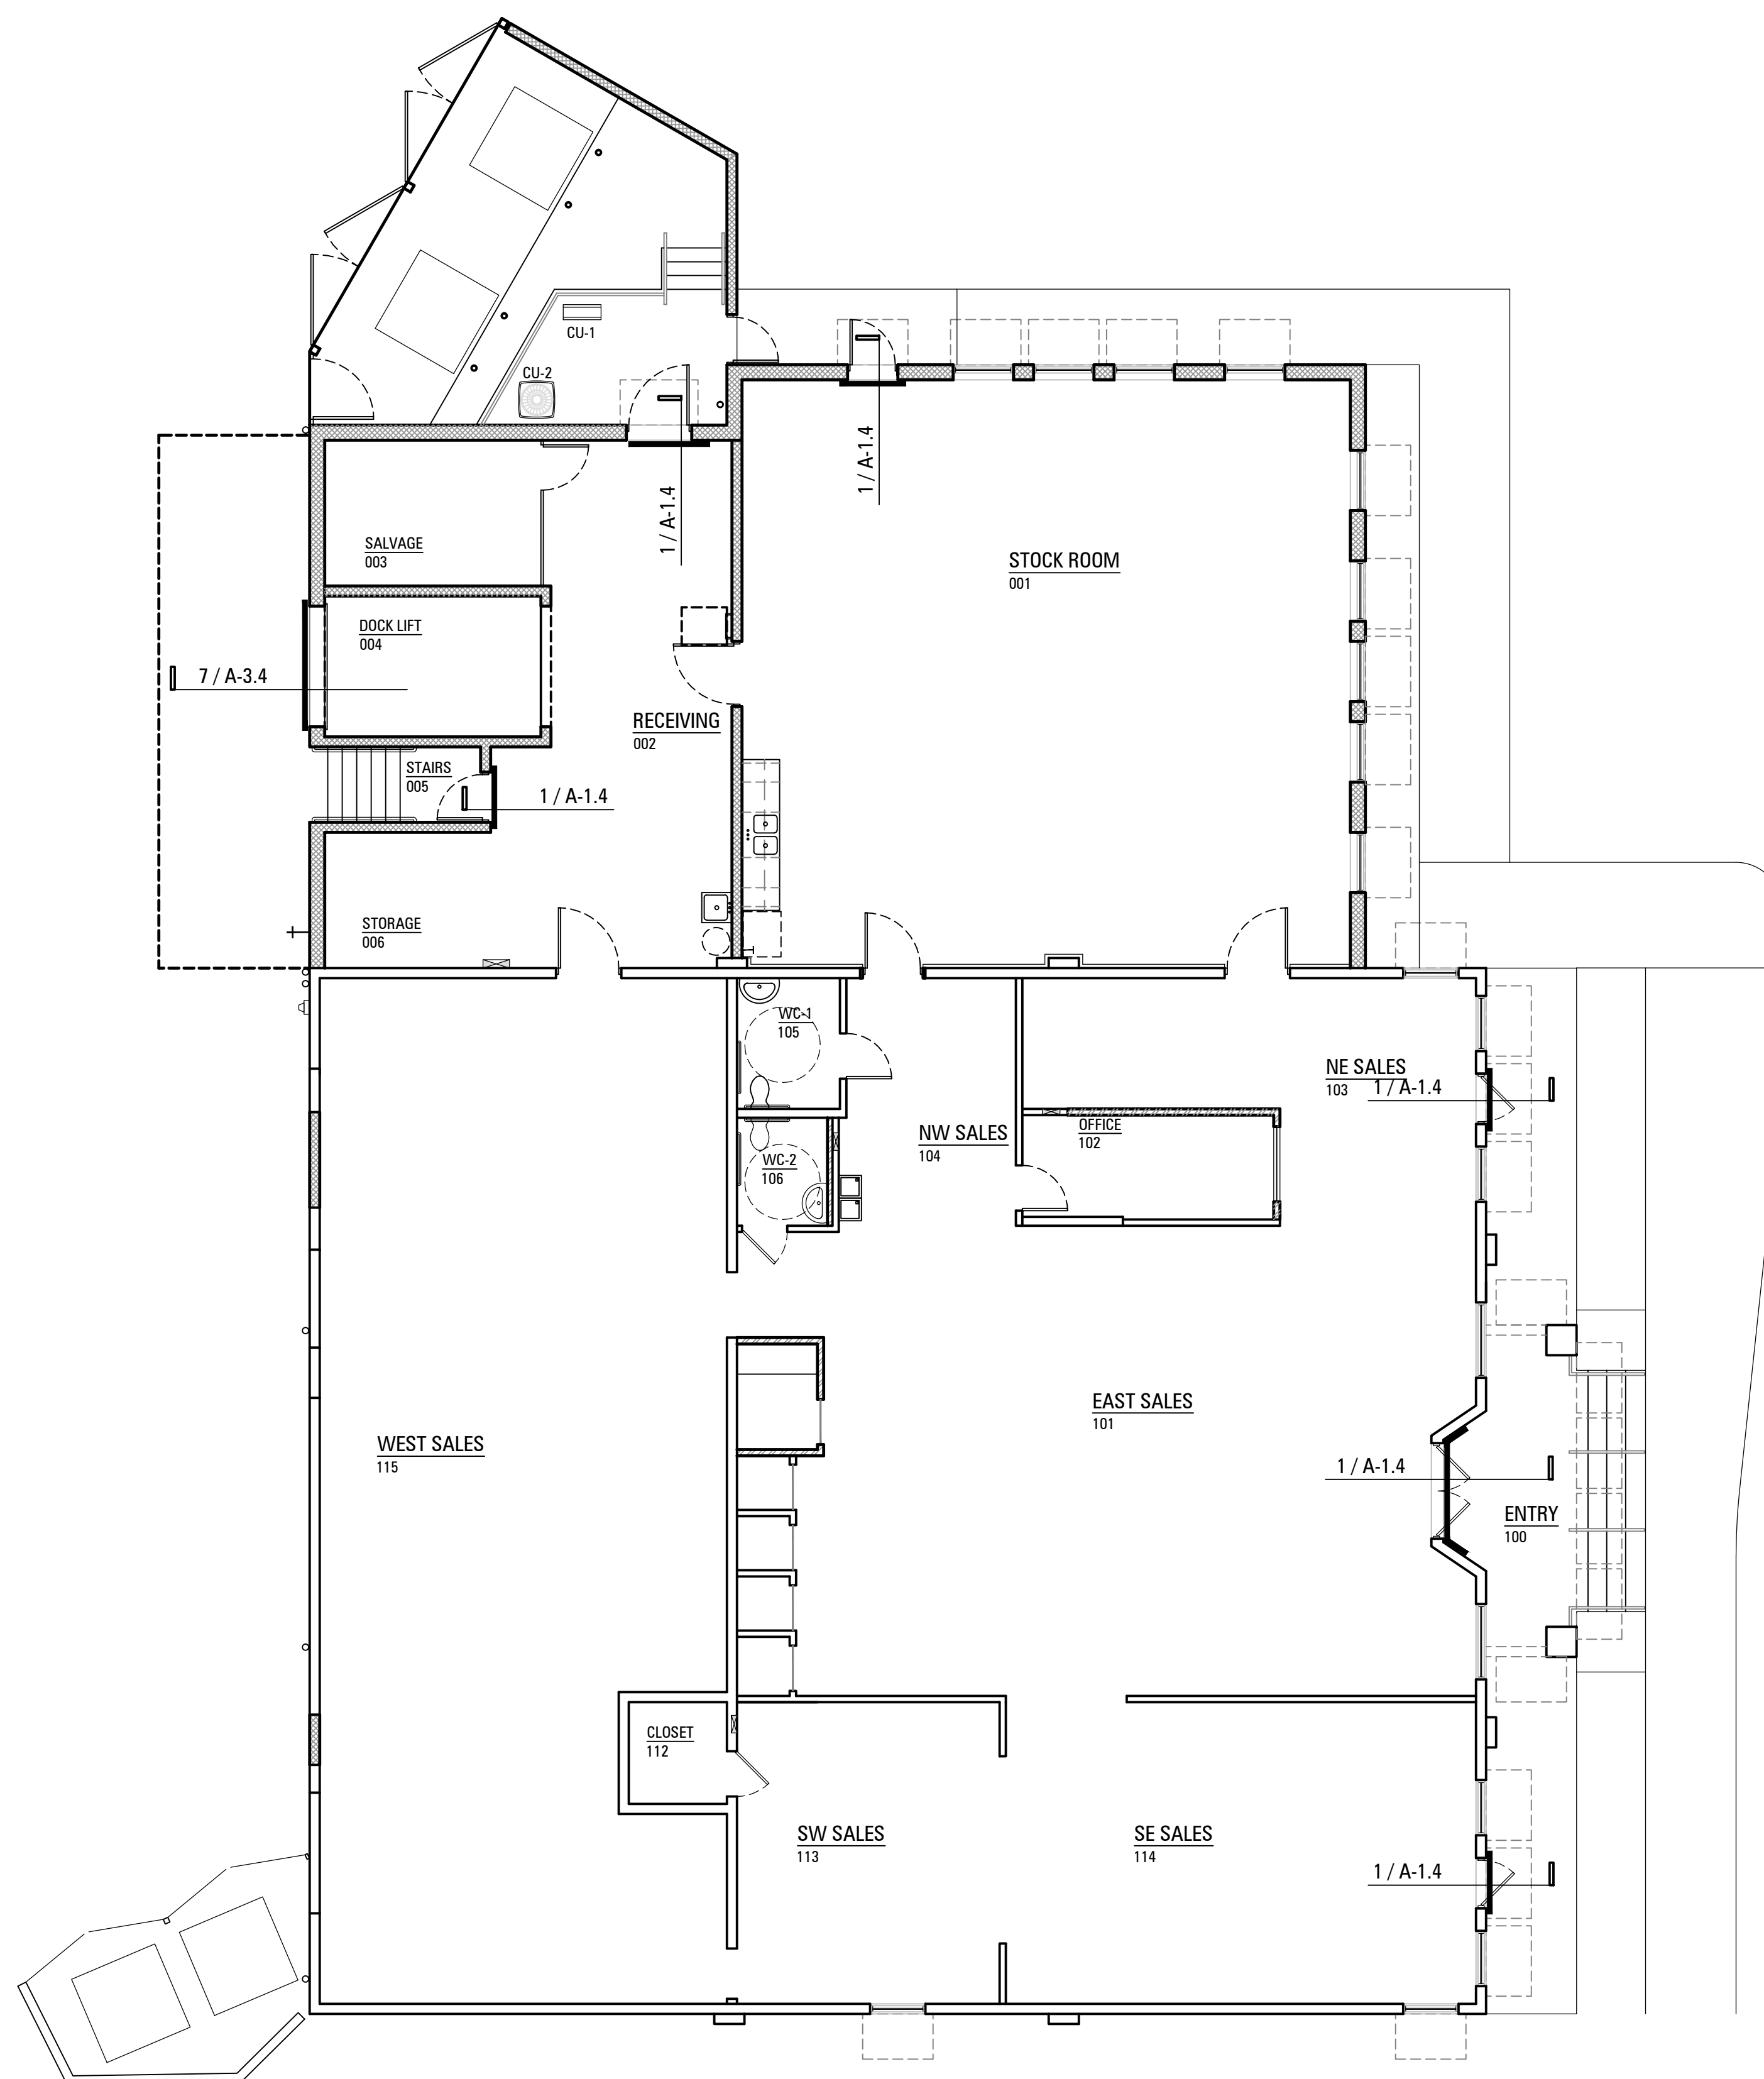 CU-1
CU-2
1 / A-1.4
1 / A-1.4
SALVAGE
003
STOCK ROOM
001
DOCK LIFT
004
7 / A-3.4
RECEIVING
002
STAIRS
005
1 / A-1.4
STORAGE
006
WC-1
105
NE SALES
103
1 / A-1.4
NW SALES
104
OFFICE
102
WC-2
106
EAST SALES
101
WEST SALES
115
1 / A-1.4
ENTRY
100
CLOSET
112
SW SALES
113
SE SALES
114
1 / A-1.4